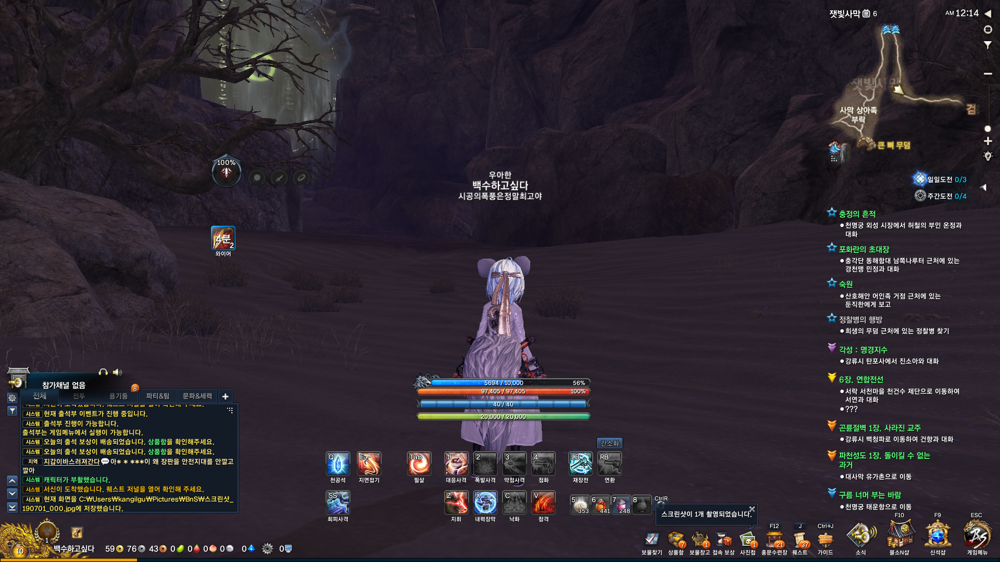 잿빛사막 6
AM 12:14
잿빛사막
사막 상아족
부락
검
큰 뼈 무덤
100%
우아한
백수하고싶다
시공의폭풍은정말최고야
4분
2
와이어
일일도전 0/3
주간도전 0/4
충정의 흔적
천명궁 외성 시장에서 허철의 부인 온정과
대화
포화란의 초대장
충각단 동해함대 남쪽나루터 근처에 있는
경천맹 민정과 대화
숙원
산호해안 어인족 거점 근처에 있는
둔직한에게 보고
정찰병의 행방
희생의 무덤 근처에 있는 정찰병 찾기
각성 : 명경지수
강류시 탄포사에서 진소아와 대화
6장. 연합전선
서락 서천마을 천건수 제단으로 이동하여
서연과 대화
???
곤륜절벽 1장. 사라진 교주
강류시 백청파로 이동하여 건향과 대화
파천성도 1장. 돌이킬 수 없는
과거
대사막 유가촌으로 이동
구름 너머 부는 바람
천명궁 태운항으로 이동
참가채널 없음
8
전체 전투 용기둥 파티&팀 문파&세력
시스템 현재 출석부 이벤트가 진행 중입니다.
시스템 출석부 진행이 가능합니다.
출석부는 게임메뉴에서 실행이 가능합니다.
시스템 오늘의 출석 보상이 배송되었습니다. 상품함을 확인해주세요.
시스템 오늘의 출석 보상이 배송되었습니다. 상품함을 확인해주세요.
지역 지갑이바스러져간다 아* * ***이 왜 장판을 안전지대를 안깔고
깔아
시스템 캐릭터가 부활했습니다.
시스템 서신이 도착했습니다. 퀘스트 저널을 열어 확인해 주세요.
시스템 현재 화면을 C:₩Users₩kangilgu₩Pictures₩BnS₩스크린샷_
190701_000.jpg에 저장했습니다.
5694 / 10,000 56%
97,405 / 97,405 100%
40 / 40
20,000 / 20,000
간소화
Q E Tab 1 2 3 4 LB RB
천공석 지면접기 필살 대응사격 폭발사격 약점사격 점화 재장전 연환
SS Z X C V
회피사격 지휘 내력장막 낙화 참격
5 6 7 8 CtrlR
353 441 248
스크린샷이 1개 촬영되었습니다.
1
10
백수하고싶다 59 76 43 0 0 0 0 0 0
F12 J Ctrl+J F10 F9 ESC
7 1 1 21 37
보물찾기 상품함 보물창고 접속 보상 사진첩 홍문수련장 퀘스트 가이드 소식 블소N샵 신석샵 게임메뉴